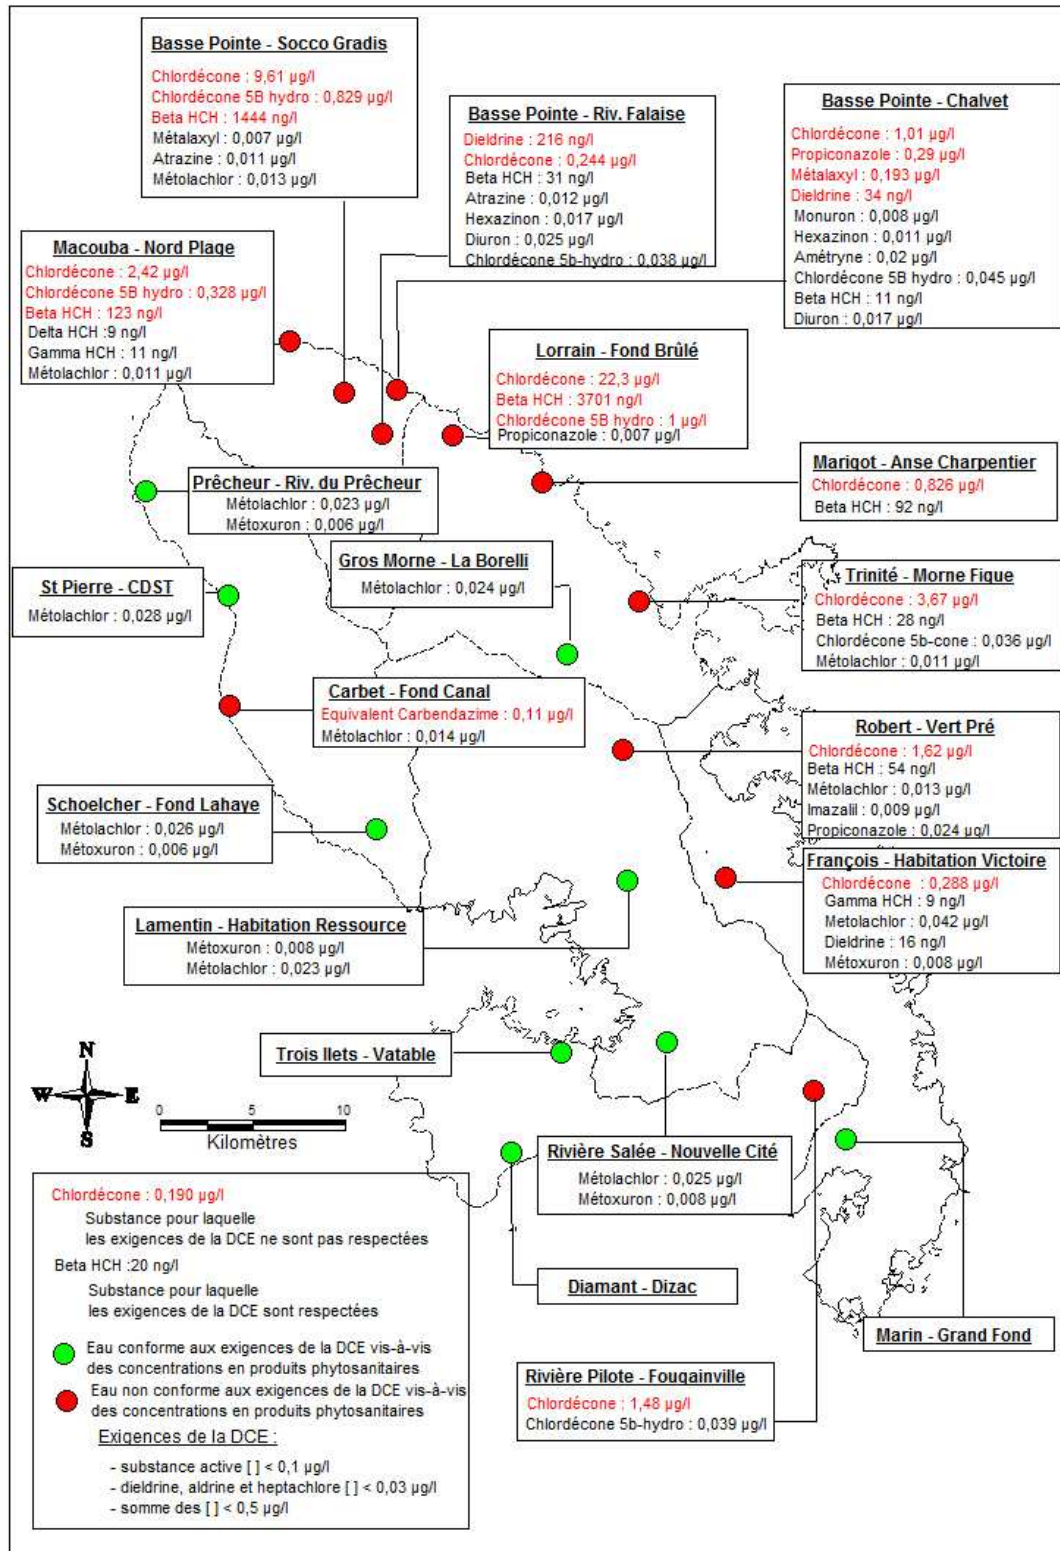 Basse Pointe - Socco Gradis
Chlordécone : 9,61 µg/l
Chlordécone 5B hydro : 0,829 µg/l
Beta HCH : 1444 ng/l
Métalaxyl : 0,007 µg/l
Atrazine : 0,011 µg/l
Métolachlor : 0,013 µg/l
Basse Pointe - Riv. Falaise
Dieldrine : 216 ng/l
Chlordécone : 0,244 µg/l
Beta HCH : 31 ng/l
Atrazine : 0,012 µg/l
Hexazinon : 0,017 µg/l
Diuron : 0,025 µg/l
Chlordécone 5b-hydro : 0,038 µg/l
Basse Pointe - Chalvet
Chlordécone : 1,01 µg/l
Propiconazole : 0,29 µg/l
Métalaxyl : 0,193 µg/l
Dieldrine : 34 ng/l
Monuron : 0,008 µg/l
Hexazinon : 0,011 µg/l
Amétryne : 0,02 µg/l
Chlordécone 5B hydro : 0,045 µg/l
Beta HCH : 11 ng/l
Diuron : 0,017 µg/l
Macouba - Nord Plage
Chlordécone : 2,42 µg/l
Chlordécone 5B hydro : 0,328 µg/l
Beta HCH : 123 ng/l
Delta HCH :9 ng/l
Gamma HCH : 11 ng/l
Métolachlor : 0,011 µg/l
Lorrain - Fond Brûlé
Chlordécone : 22,3 µg/l
Beta HCH : 3701 ng/l
Chlordécone 5B hydro : 1 µg/l
Propiconazole : 0,007 µg/l
Marigot - Anse Charpentier
Chlordécone : 0,826 µg/l
Beta HCH : 92 ng/l
Prêcheur - Riv. du Prêcheur
Métolachlor : 0,023 µg/l
Métoxuron : 0,006 µg/l
Gros Morne - La Borelli
Métolachlor : 0,024 µg/l
St Pierre - CDST
Métolachlor : 0,028 µg/l
Trinité - Morne Figue
Chlordécone : 3,67 µg/l
Beta HCH : 28 ng/l
Chlordécone 5b-cone : 0,036 µg/l
Métolachlor : 0,011 µg/l
Carbet - Fond Canal
Equivalent Carbendazime : 0,11 µg/l
Métolachlor : 0,014 µg/l
Robert - Vert Pré
Chlordécone : 1,62 µg/l
Beta HCH : 54 ng/l
Métolachlor : 0,013 µg/l
Imazalil : 0,009 µg/l
Propiconazole : 0,024 µg/l
Schoelcher - Fond Lahaye
Métolachlor : 0,026 µg/l
Métoxuron : 0,006 µg/l
François - Habitation Victoire
Chlordécone : 0,288 µg/l
Gamma HCH : 9 ng/l
Metolachlor : 0,042 µg/l
Dieldrine : 16 ng/l
Métoxuron : 0,008 µg/l
Lamentin - Habitation Ressource
Métoxuron : 0,008 µg/l
Métolachlor : 0,023 µg/l
Trois Ilets - Vatable
N
W E
S
0 5 10
Kilomètres
Rivière Salée - Nouvelle Cité
Métolachlor : 0,025 µg/l
Métoxuron : 0,008 µg/l
Diamant - Dizac
Marin - Grand Fond
Rivière Pilote - Fougainville
Chlordécone : 1,48 µg/l
Chlordécone 5b-hydro : 0,039 µg/l
Chlordécone : 0,190 µg/l
Substance pour laquelle
les exigences de la DCE ne sont pas respectées
Beta HCH :20 ng/l
Substance pour laquelle
les exigences de la DCE sont respectées
Eau conforme aux exigences de la DCE vis-à-vis
des concentrations en produits phytosanitaires
Eau non conforme aux exigences de la DCE vis-à-vis
des concentrations en produits phytosanitaires
Exigences de la DCE :
- substance active [ ] < 0,1 µg/l
- dieldrine, aldrine et heptachlore [ ] < 0,03 µg/l
- somme des [ ] < 0,5 µg/l